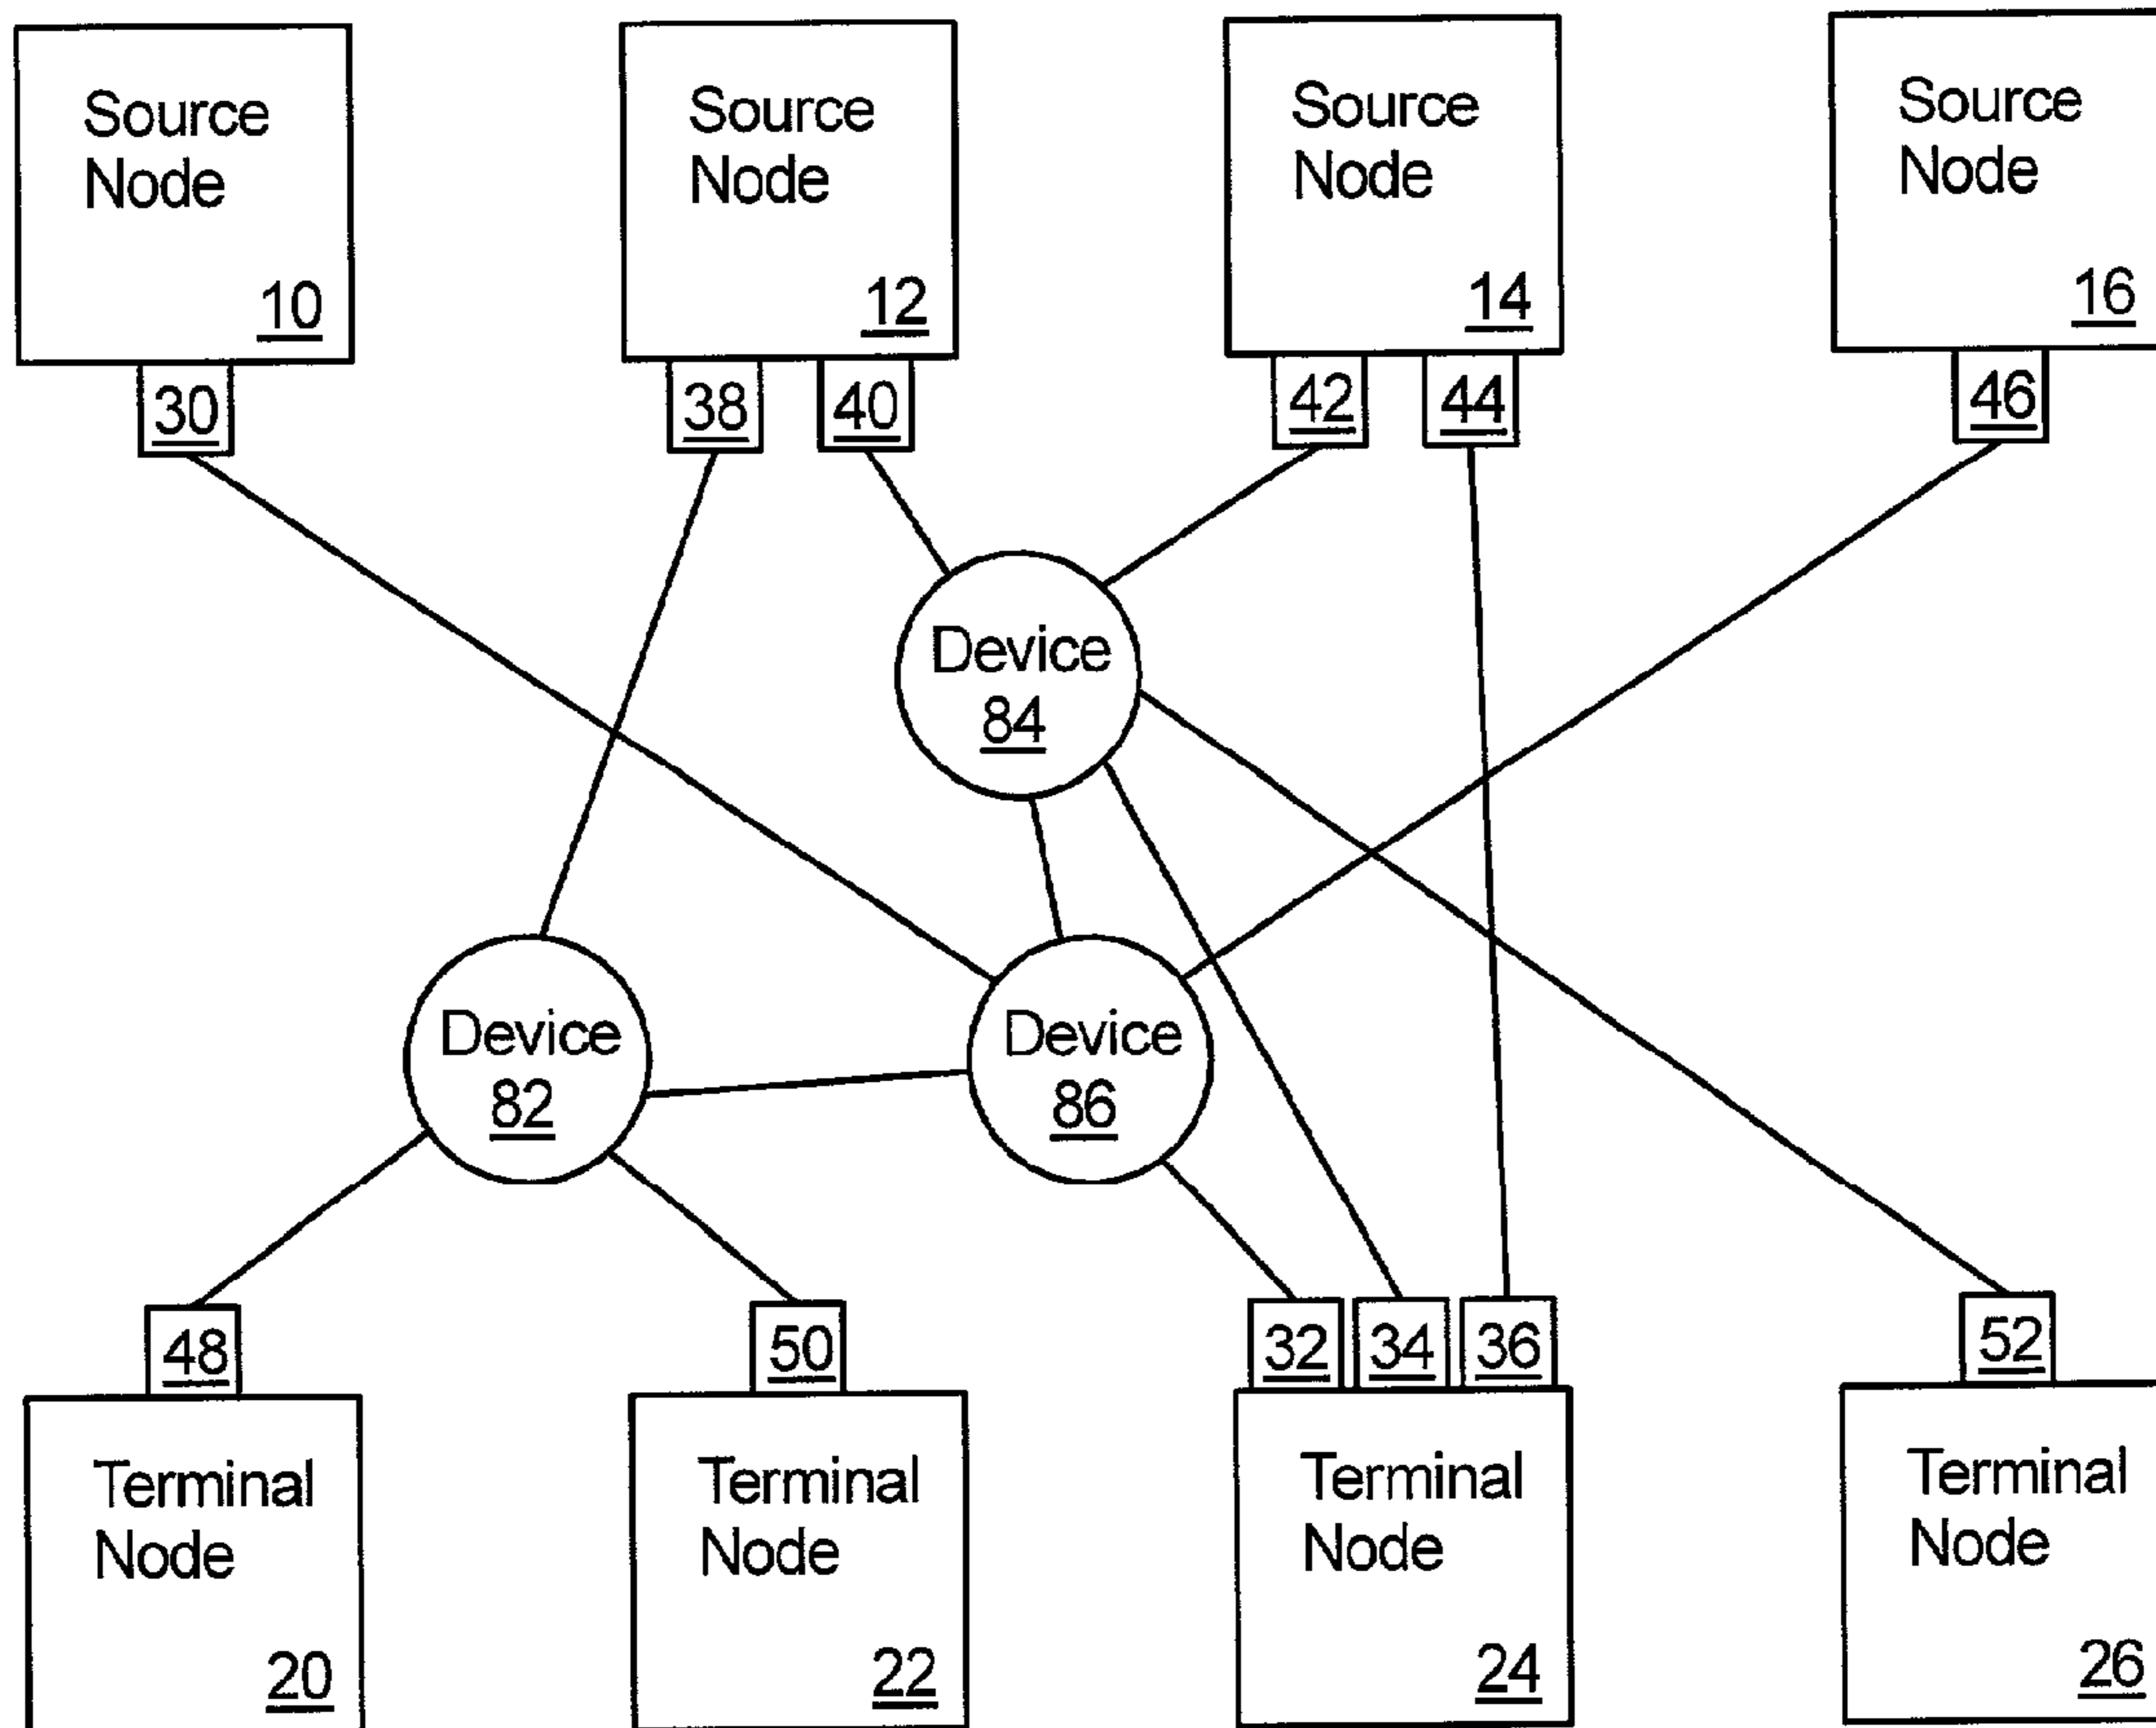 Source
Node
10
Source
Node
12
Source
Node
14
Source
Node
16
30
38
40
42
44
46
Device
84
Device
82
Device
86
48
50
32
34
36
52
Terminal
Node
20
Terminal
Node
22
Terminal
Node
24
Terminal
Node
26